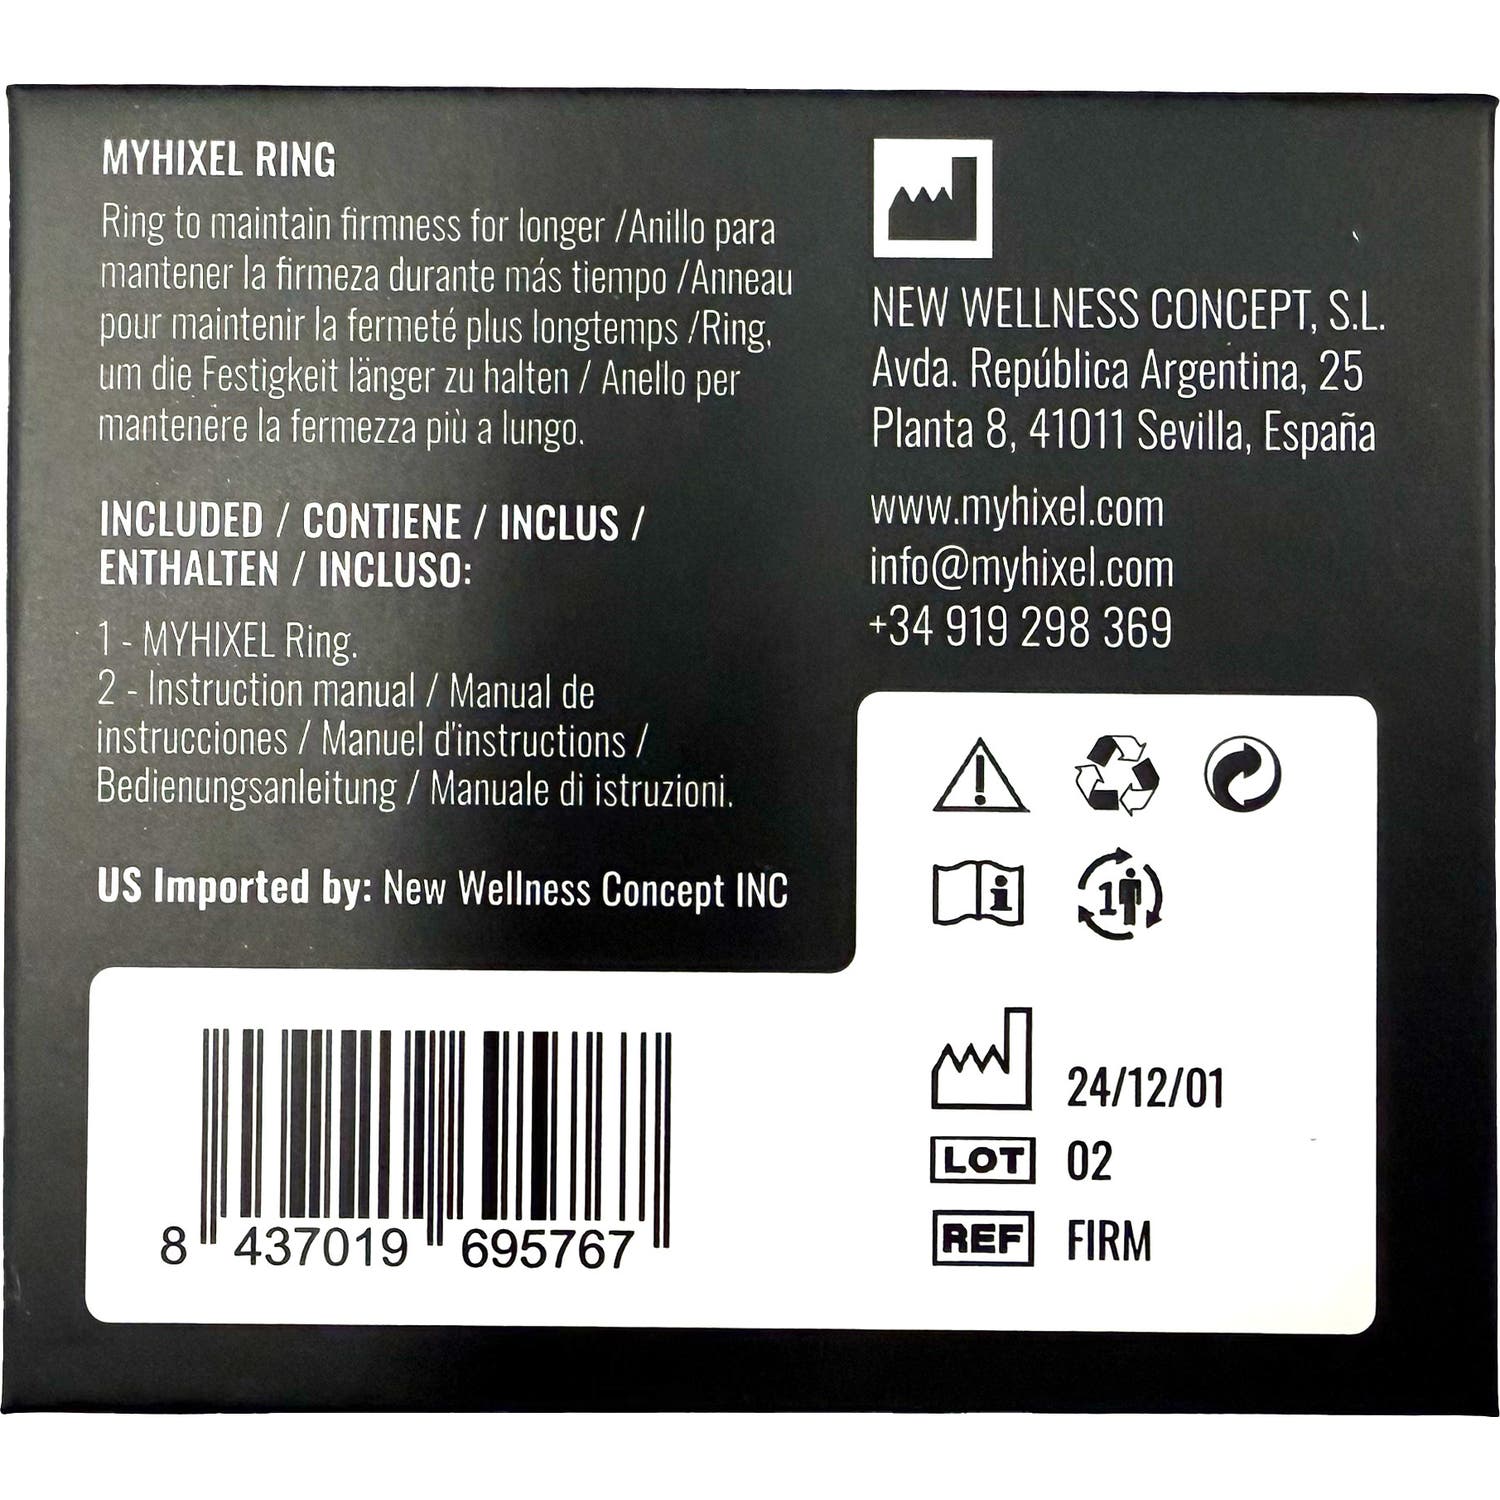 MYHIXEL RING
Ring to maintain firmness for longer /Anillo para
mantener la firmeza durante más tiempo /Anneau
pour maintenir la fermeté plus longtemps /Ring,
um die Festigkeit länger zu halten / Anello per
mantenere la fermezza più a lungo.
INCLUDED / CONTIENE / INCLUS /
ENTHALTEN / INCLUSO:
1 - MYHIXEL Ring.
2 - Instruction manual / Manual de
instrucciones / Manuel d'instructions /
Bedienungsanleitung / Manuale di istruzioni.
US Imported by: New Wellness Concept INC
8 437019 695767
NEW WELLNESS CONCEPT, S.L.
Avda. República Argentina, 25
Planta 8, 41011 Sevilla, España
www.myhixel.com
info@myhixel.com
+34 919 298 369
1
24/12/01
LOT 02
REF FIRM